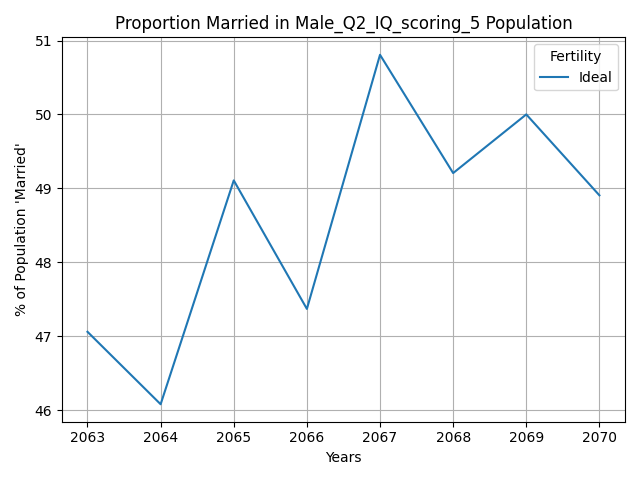 Proportion Married in Male_Q2_IQ_scoring_5 Population
51
50
49
48
47
46
% of Population 'Married'
Fertility
Ideal
2063 2064 2065 2066 2067 2068 2069 2070
Years